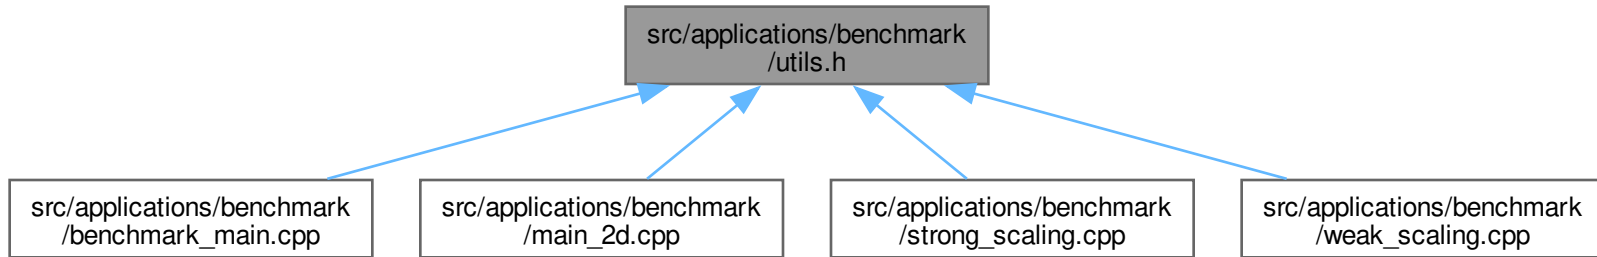 src/applications/benchmark
/utils.h
src/applications/benchmark
/benchmark_main.cpp
src/applications/benchmark
/main_2d.cpp
src/applications/benchmark
/strong_scaling.cpp
src/applications/benchmark
/weak_scaling.cpp